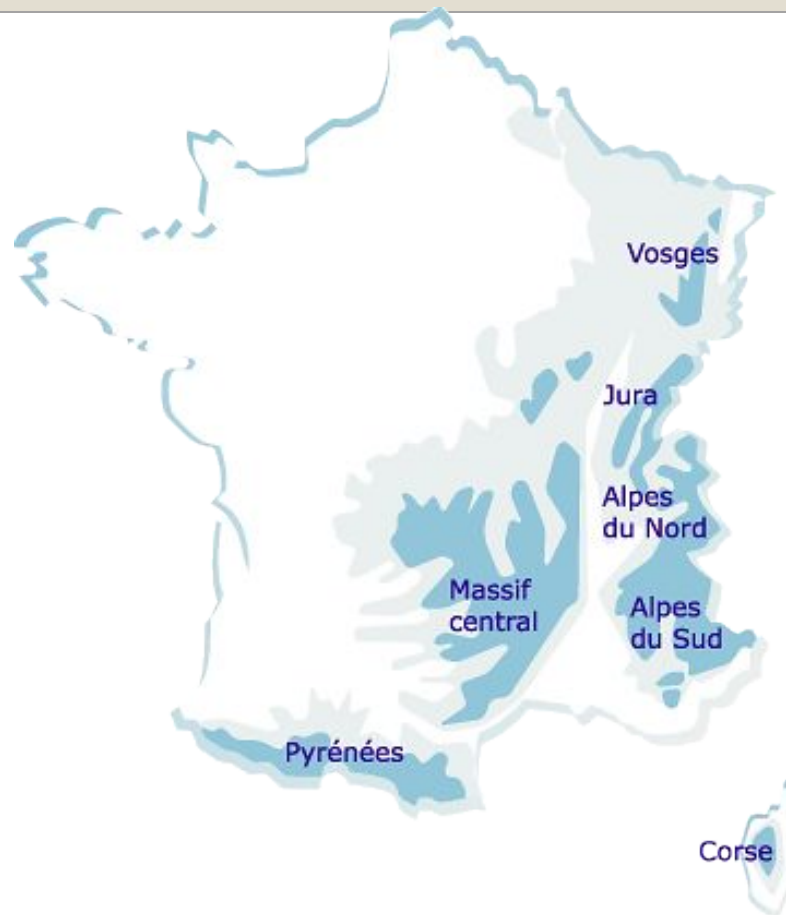 Vosges
Jura
Alpes
du Nord
Massif
central
Alpes
du Sud
Pyrénées
Corse